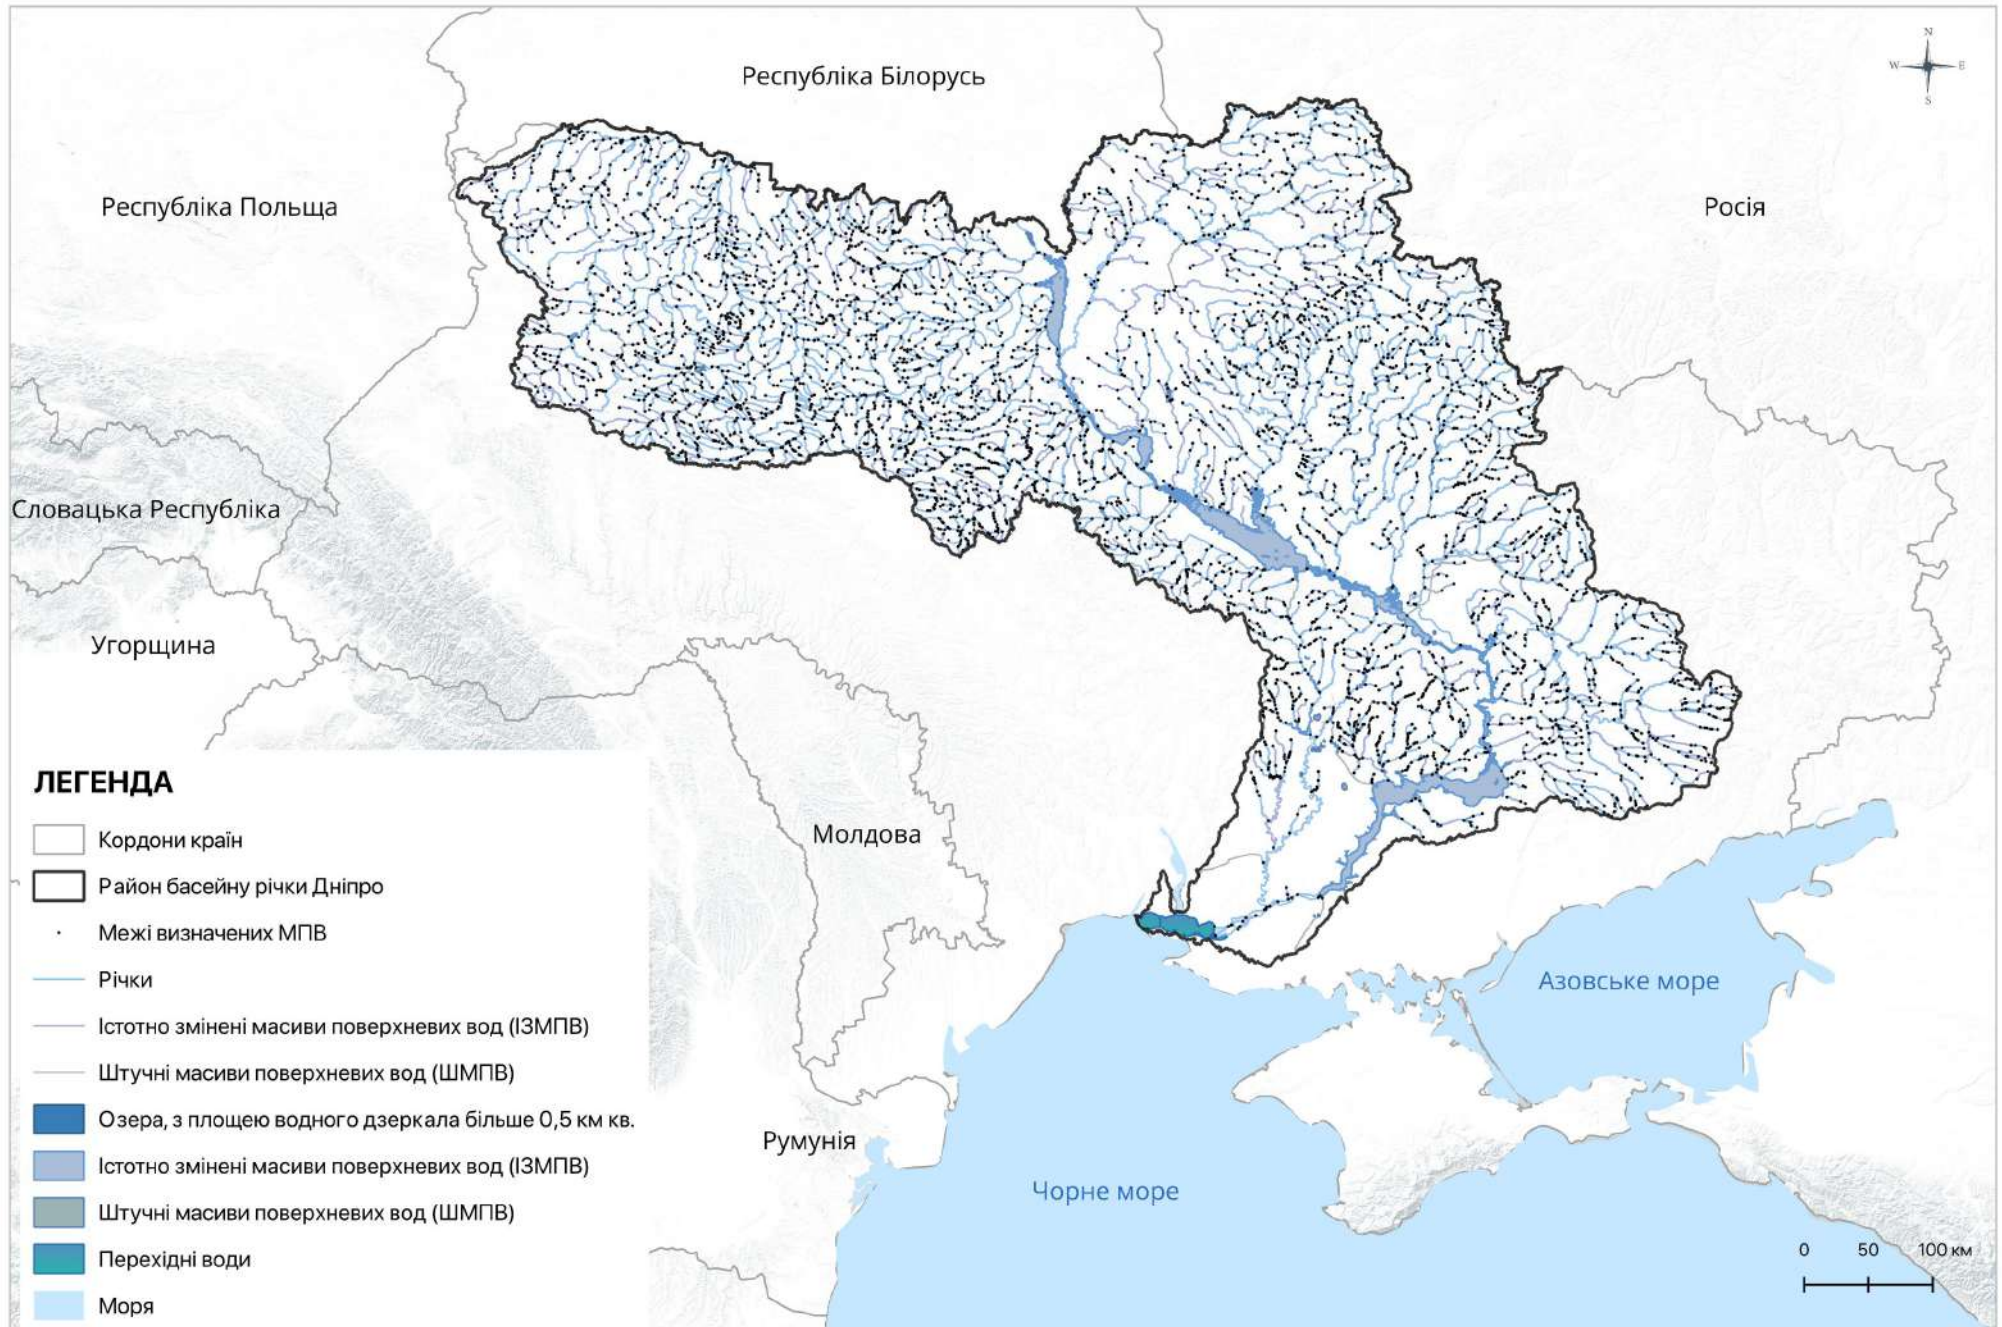 Республіка Білорусь
N
W
E
S
Республіка Польща
Росія
Словацька Республіка
Угорщина
ЛЕГЕНДА
Кордони країн
Район басейну річки Дніпро
Межі визначених МПВ
Річки
Істотно змінені масиви поверхневих вод (ІЗМПВ)
Штучні масиви поверхневих вод (ШМПВ)
Озера, з площею водного дзеркала більше 0,5 км кв.
Істотно змінені масиви поверхневих вод (ІЗМПВ)
Штучні масиви поверхневих вод (ШМПВ)
Перехідні води
Моря
Молдова
Азовське море
Румунія
Чорне море
0 50 100 км